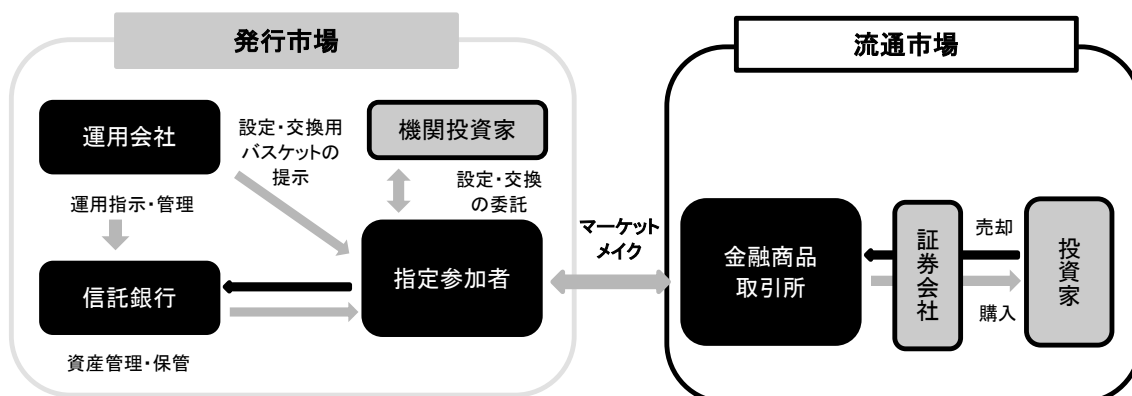 発行市場
運用会社
設定・交換用
バスケットの
提示
機関投資家
設定・交換
の委託
運用指示・管理
信託銀行
指定参加者
資産管理・保管
マーケット
メイク
流通市場
金融商品
取引所
証券会社
売却
購入
投資家